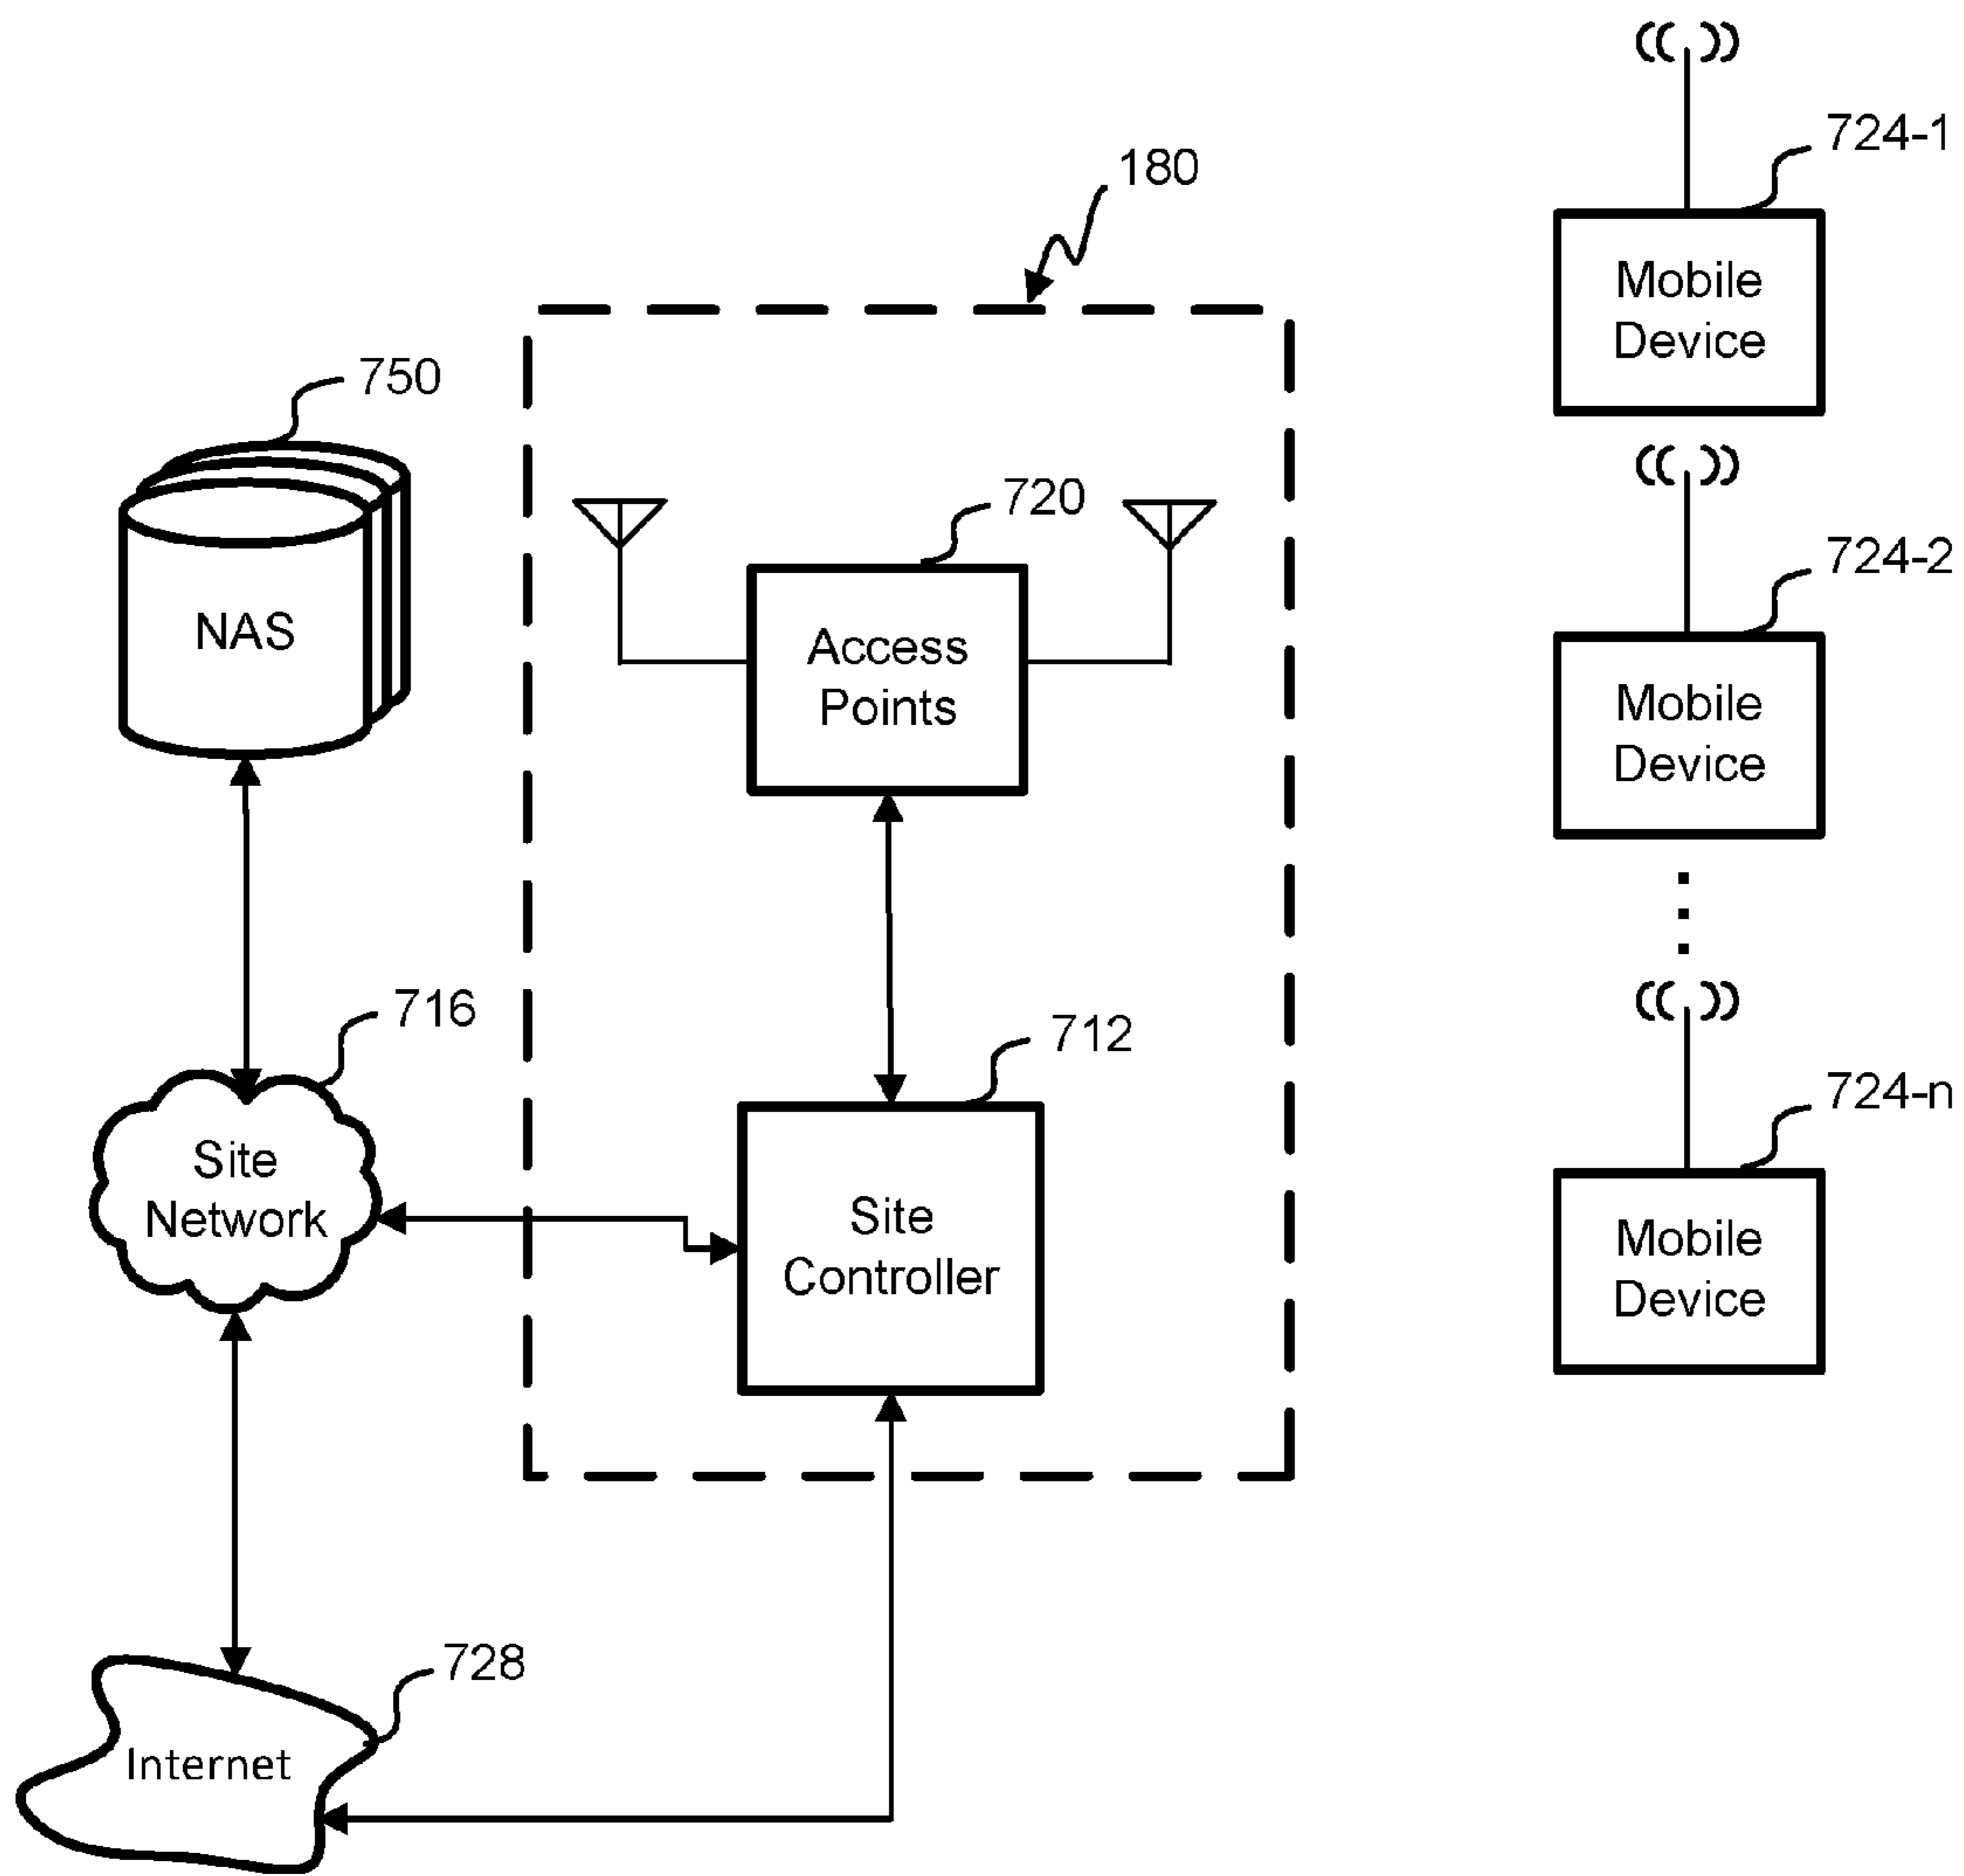 724-1
180
Mobile
Device
750
720
724-2
NAS
Access
Points
Mobile
Device
716
712
724-n
Site
Network
Site
Controller
Mobile
Device
728
Internet